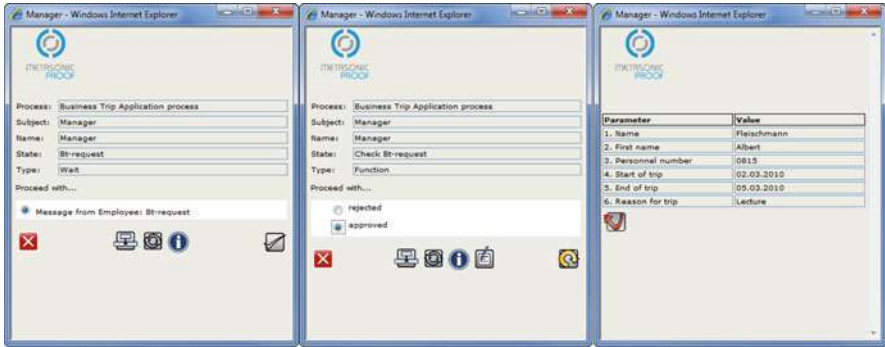 Manager - Windows Internet Explorer
METASONIC
PROOF
Process: Business Trip Application process
Subject: Manager
Name: Manager
State: Bt-request
Type: Wait
Proceed with...
Message from Employee: Bt-request
Manager - Windows Internet Explorer
METASONIC
PROOF
Process: Business Trip Application process
Subject: Manager
Name: Manager
State: Check Bt-request
Type: Function
Proceed with...
rejected
approved
Manager - Windows Internet Explorer
METASONIC
PROOF
Parameter Value
1. Name Fleischmann
2. First name Albert
3. Personnel number 0815
4. Start of trip 02.03.2010
5. End of trip 05.03.2010
6. Reason for trip Lecture